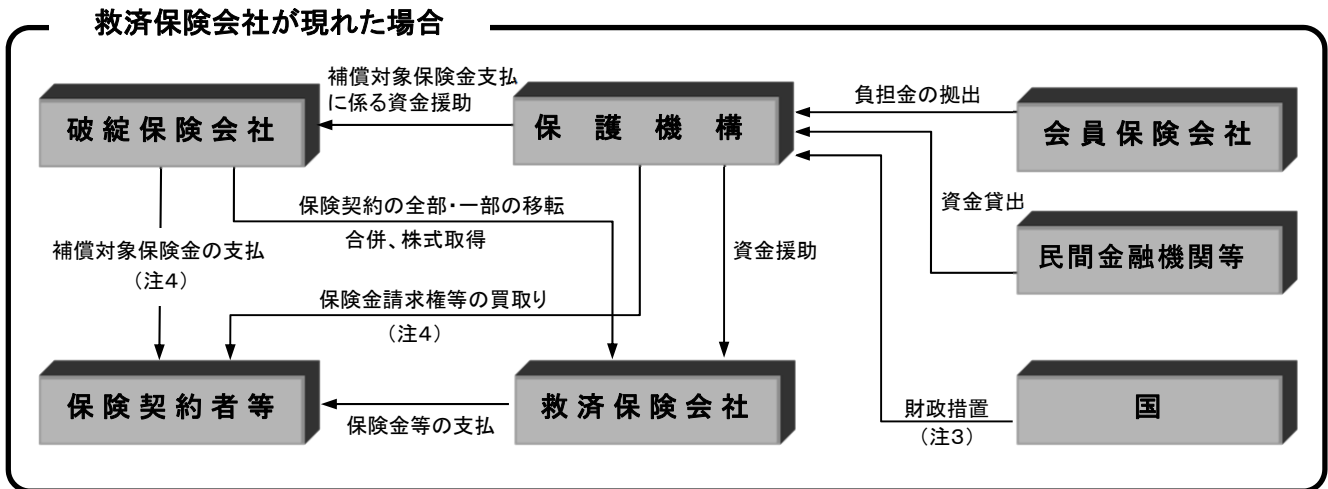 救済保険会社が現れた場合
補償対象保険金支払
に係る資金援助
負担金の拠出
破綻保険会社
保護機構
会員保険会社
保険契約の全部・一部の移転
合併、株式取得
資金貸出
補償対象保険金の支払
（注４）
資金援助
民間金融機関等
保険金請求権等の買取り
（注４）
保険契約者等
救済保険会社
国
保険金等の支払
財政措置
（注３）